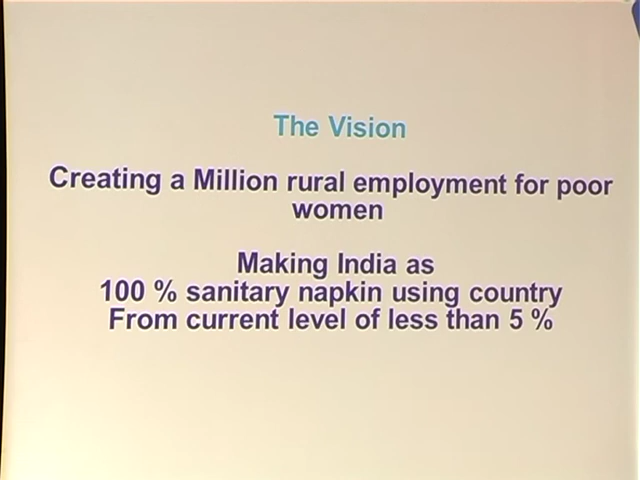 The Vision
Creating a Million rural employment for poor
women
Making India as
100 % sanitary napkin using country
From current level of less than 5 %